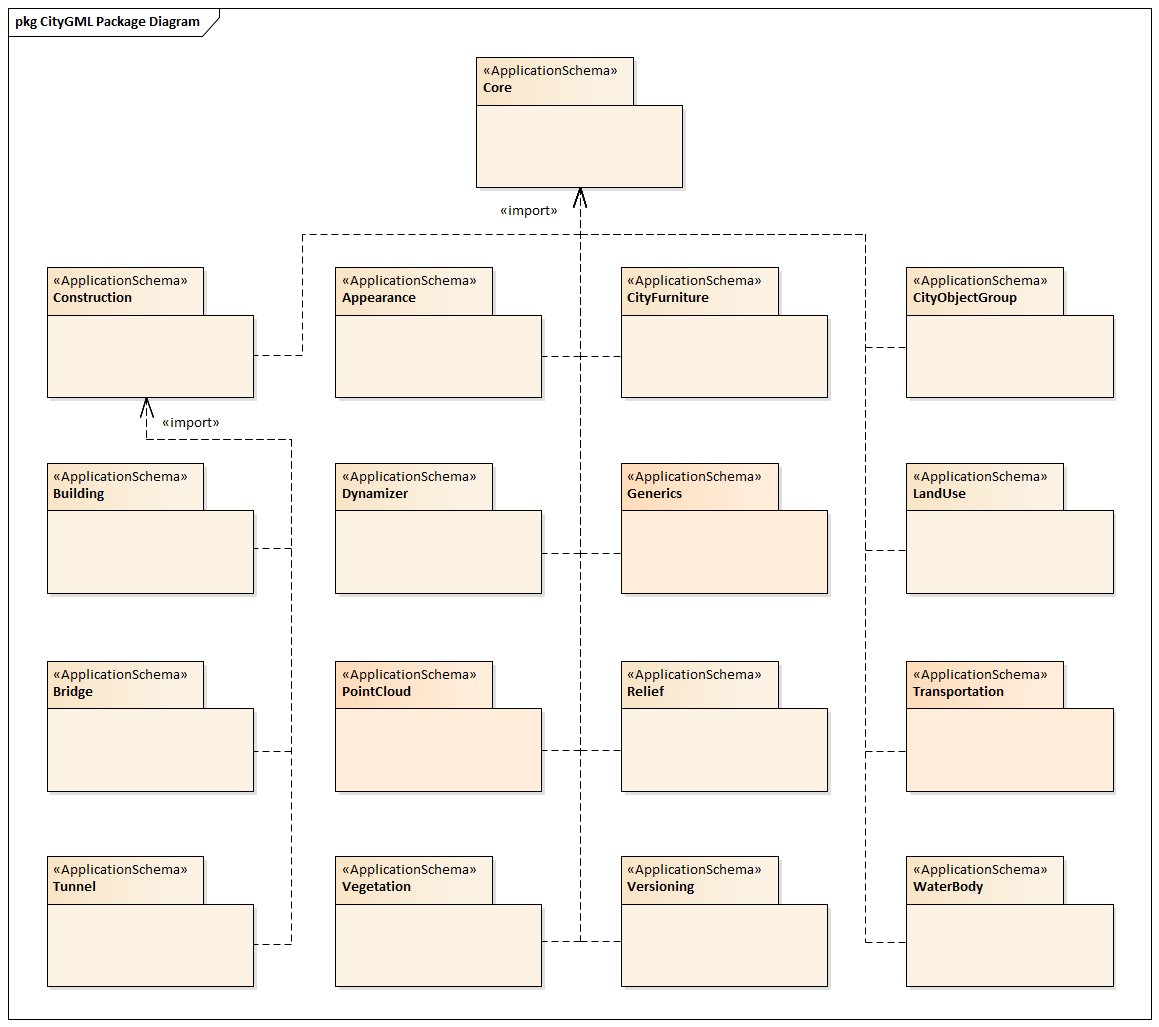 pkg CityGML Package Diagram
«ApplicationSchema»
Core
«import»
«ApplicationSchema»
Construction
«ApplicationSchema»
Appearance
«ApplicationSchema»
CityFurniture
«ApplicationSchema»
CityObjectGroup
«import»
«ApplicationSchema»
Building
«ApplicationSchema»
Dynamizer
«ApplicationSchema»
Generics
«ApplicationSchema»
LandUse
«ApplicationSchema»
Bridge
«ApplicationSchema»
PointCloud
«ApplicationSchema»
Relief
«ApplicationSchema»
Transportation
«ApplicationSchema»
Tunnel
«ApplicationSchema»
Vegetation
«ApplicationSchema»
Versioning
«ApplicationSchema»
WaterBody